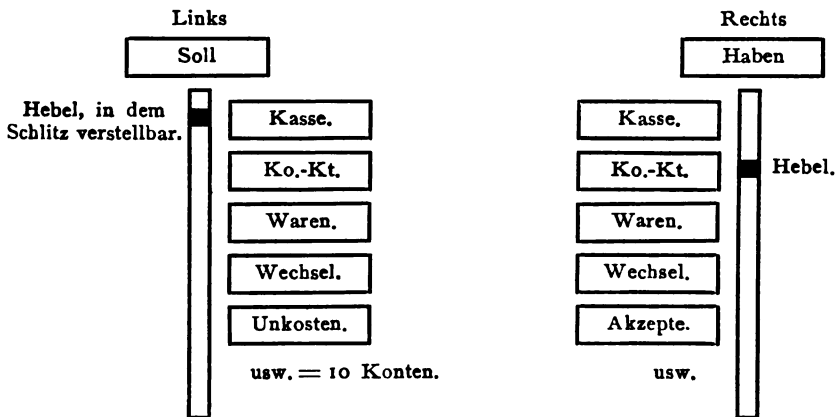 Links
Soll
Hebel, in dem
Schlitz verstellbar.
Kasse.
Ko.-Kt.
Waren.
Wechsel.
Unkosten.
usw. = 10 Konten.
Rechts
Haben
Kasse.
Ko.-Kt.
Hebel.
Waren.
Wechsel.
Akzepte.
usw.